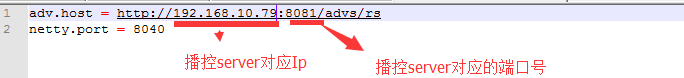 1 adv.host = http://192.168.10.79:8081/advs/rs
2 netty.port = 8040
播控server对应Ip
播控server对应的端口号